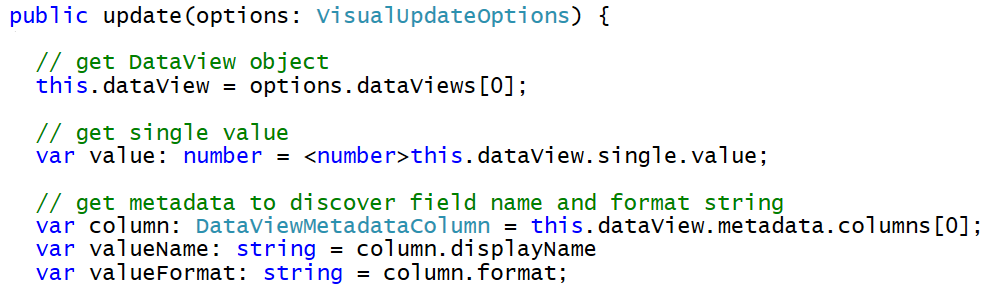 public update(options: VisualUpdateOptions) {
// get DataView object
this.dataView = options.dataViews[0];
// get single value
var value: number = <number>this.dataView.single.value;
// get metadata to discover field name and format string
var column: DataViewMetadataColumn = this.dataView.metadata.columns[0];
var valueName: string = column.displayName
var valueFormat: string = column.format;